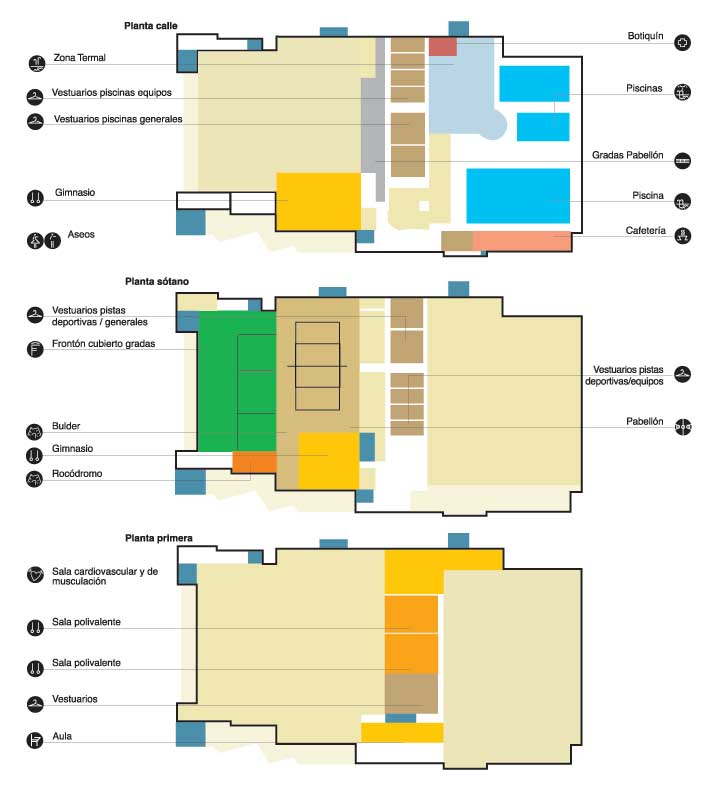 Planta calle
Botiquín
Zona Termal
Piscinas
Vestuarios piscinas equipos
Vestuarios piscinas generales
Gradas Pabellón
Gimnasio
Piscina
Aseos
Cafetería
Planta sótano
Vestuarios pistas
deportivas / generales
Frontón cubierto gradas
Vestuarios pistas
deportivas/equipos
Bulder
Pabellón
Gimnasio
Rocódromo
Planta primera
Sala cardiovascular y de
musculación
Sala polivalente
Sala polivalente
Vestuarios
Aula